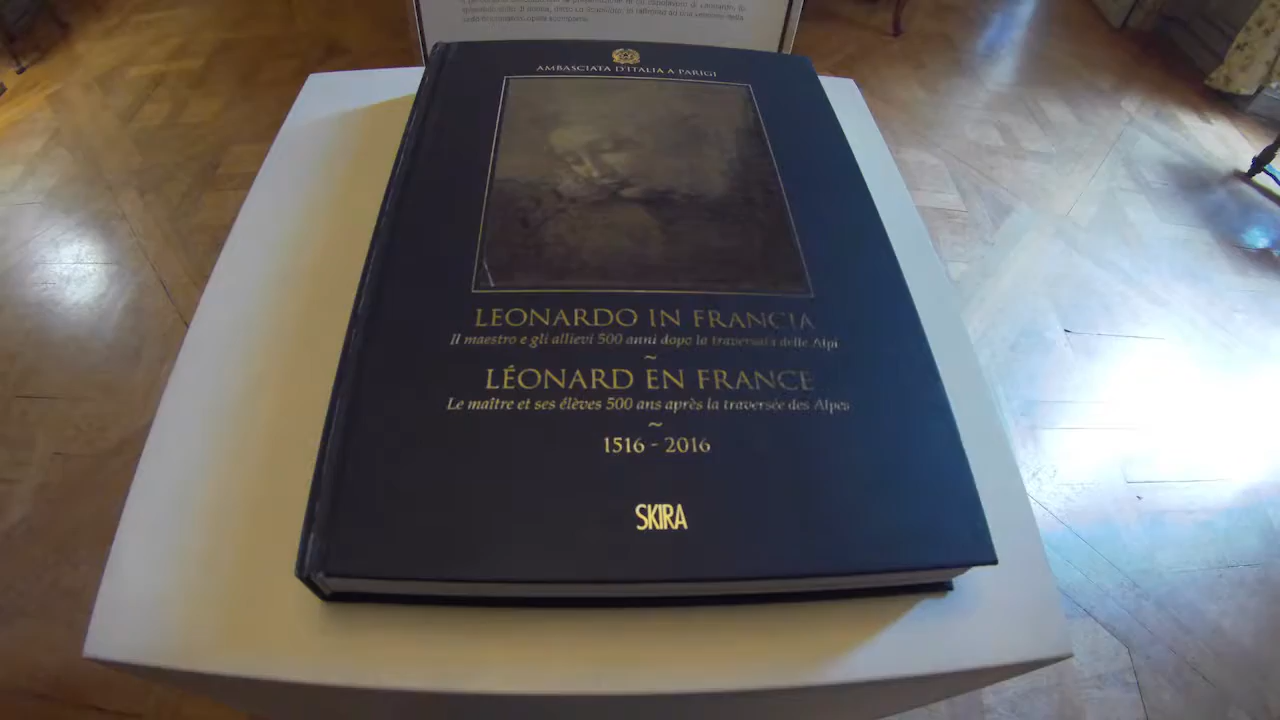 AMBASCIATA D'ITALIA A PARIGI
LEONARDO IN FRANCIA
Il maestro e gli allievi 500 anni dopo la traversata delle Alpi
~
LÉONARD EN FRANCE
Le maître et ses élèves 500 ans après la traversée des Alpes
~
1516 - 2016
SKIRA